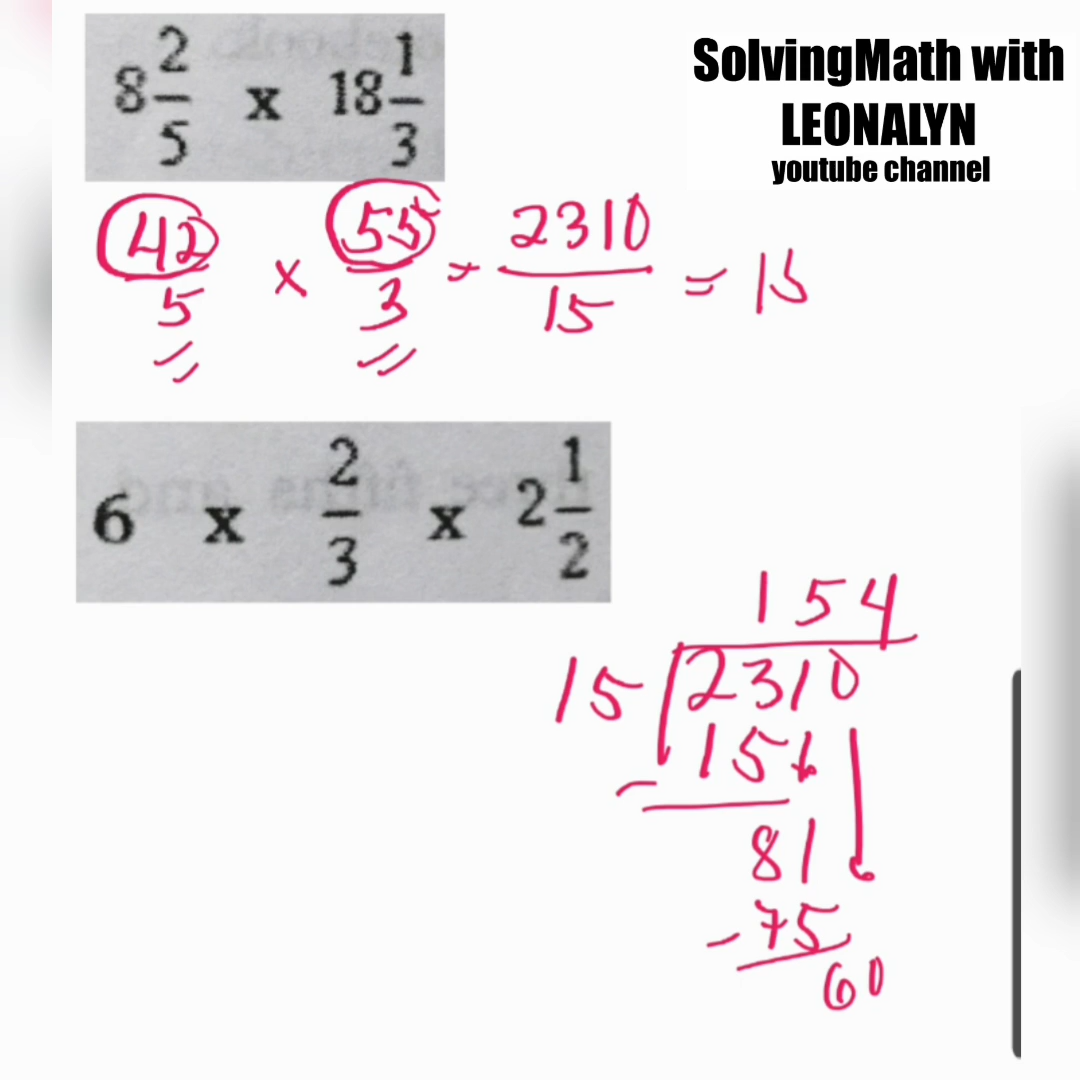 SolvingMath with
LEONALYN
youtube channel
8 2/5 x 18 1/3
42/5 x 55/3 = 2310/15 = 15
6 x 2/3 x 2 1/2
154
15 2310
- 15
81
- 75
60